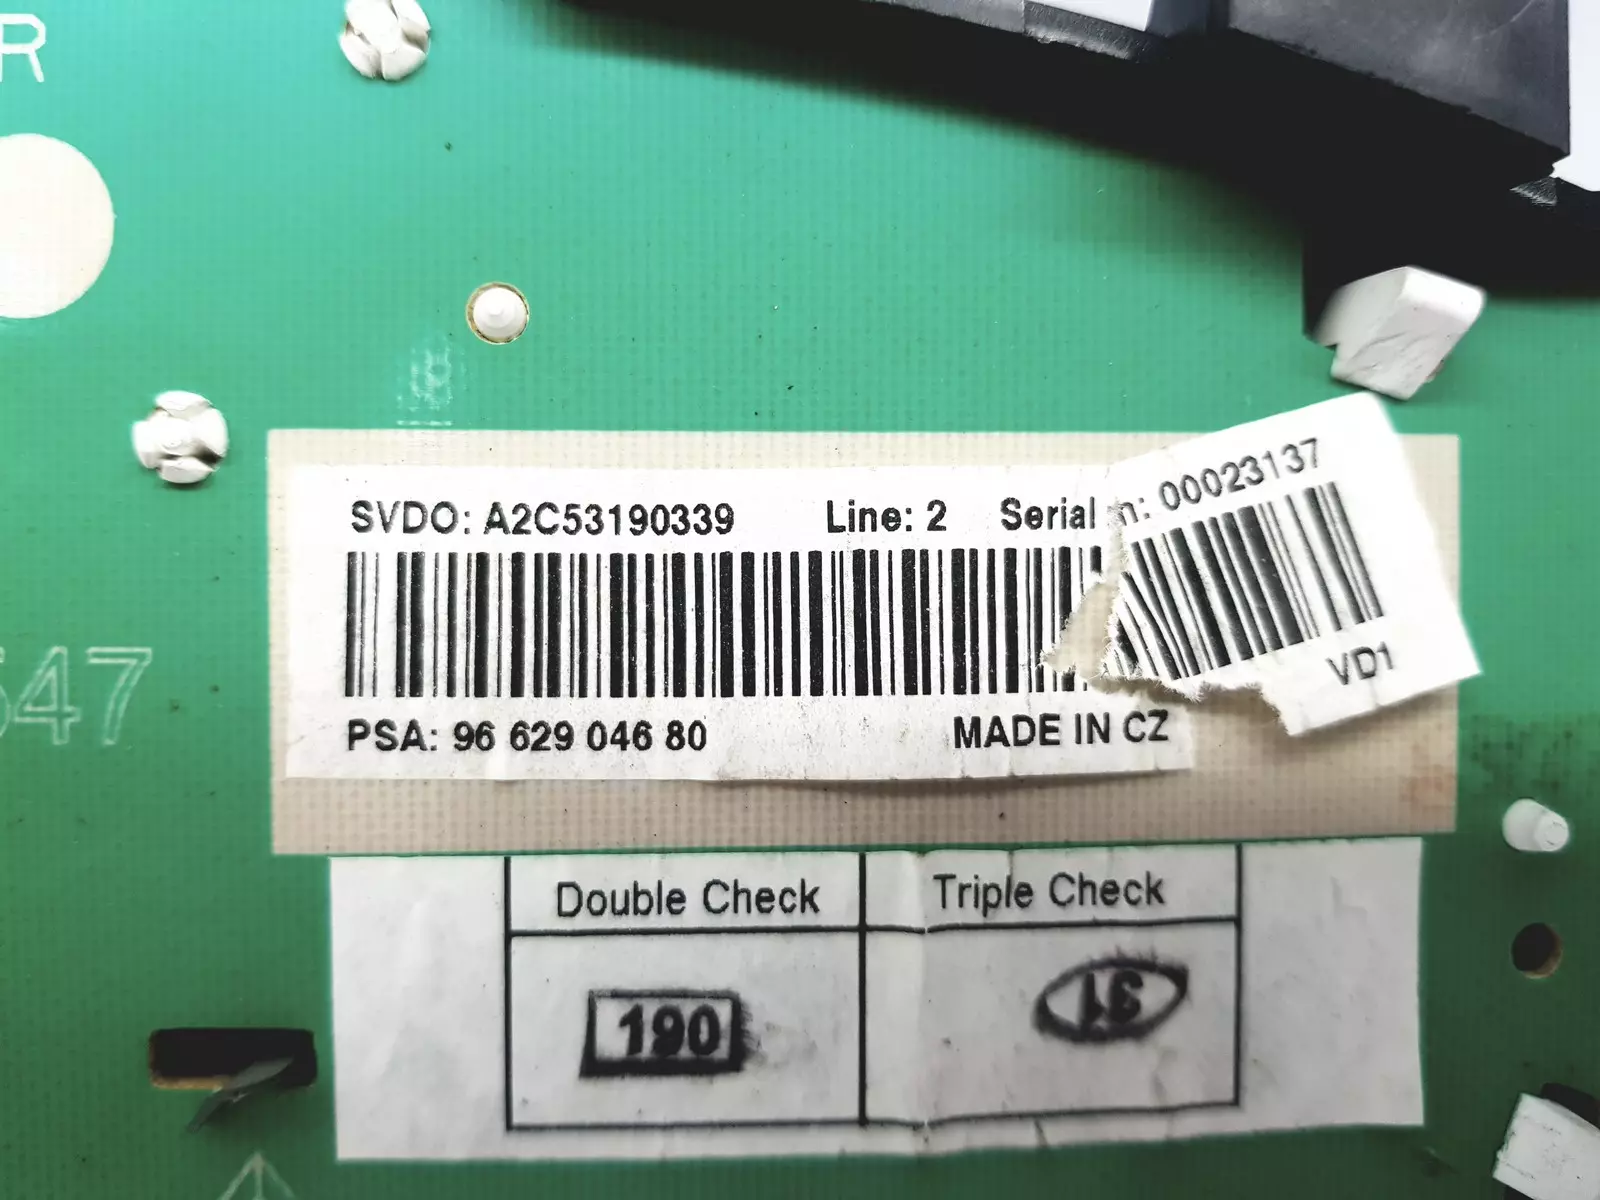 R
SVDO: A2C53190339 Line: 2 Serial n: 00023137
VD1
PSA: 96 629 046 80 MADE IN CZ
547
Double Check Triple Check
190 31